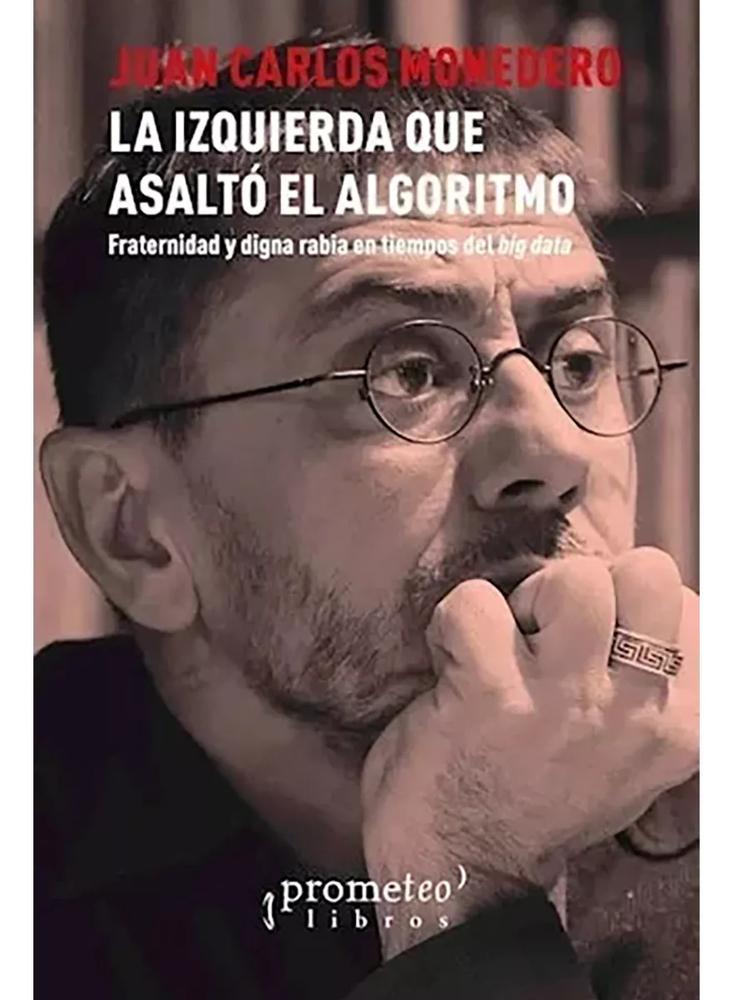 JUAN CARLOS MONEDERO
LA IZQUIERDA QUE
ASALTÓ EL ALGORITMO
Fraternidad y digna rabia en tiempos del big data
prometeo
libros